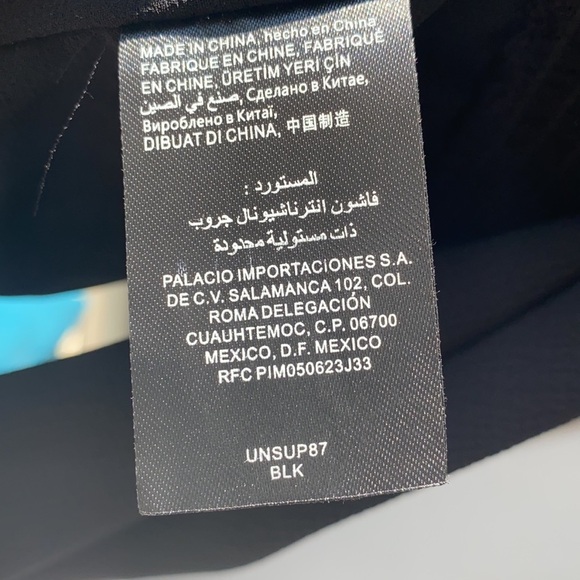 MADE IN CHINA, hecho en China
FABRIQUE EN CHINE, FABRIQUÉ
EN CHINE, ÜRETİM YERİ ÇİN
صنع في الصين, Сделано в Китае,
Вироблено в Китаї,
DIBUAT DI CHINA, 中国制造
المستورد :
فاشون انترناشيونال جروب
ذات مسئولية محدودة
PALACIO IMPORTACIONES S.A.
DE C.V. SALAMANCA 102, COL.
ROMA DELEGACIÓN
CUAUHTEMOC, C.P. 06700
MEXICO, D.F. MEXICO
RFC PIM050623J33
UNSUP87
BLK